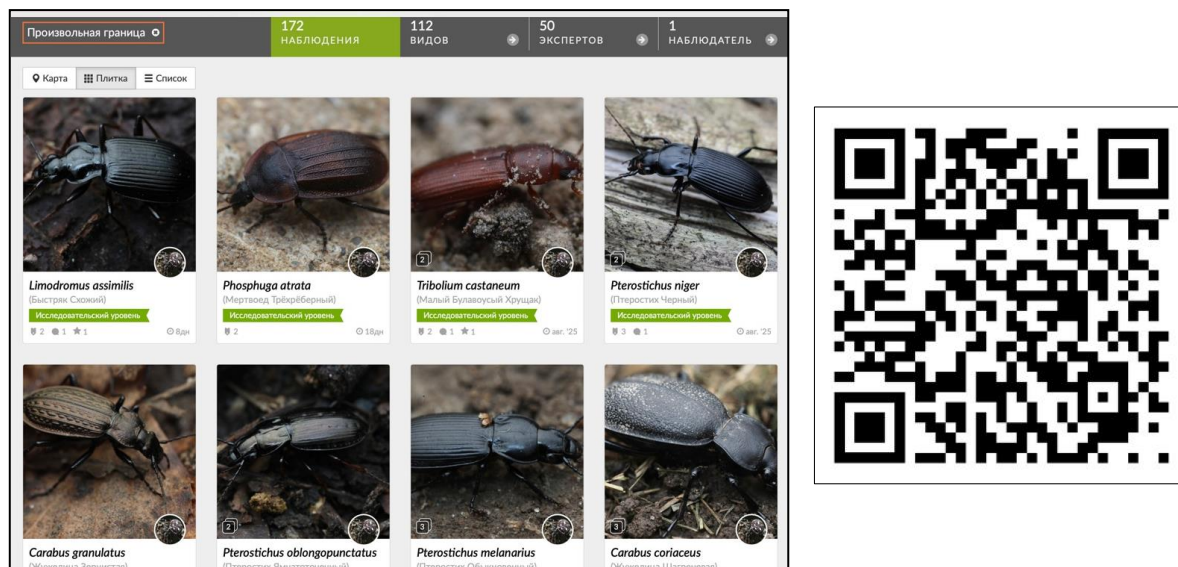 Произвольная граница
172
НАБЛЮДЕНИЯ
112
ВИДОВ
50
ЭКСПЕРТОВ
1
НАБЛЮДАТЕЛЬ
Карта
Плитка
Список
2
2
Limodromus assimilis
Phosphuga atrata
Tribolium castaneum
Pterostichus niger
(Быстряк Схожий)
(Мертвоед Трёхрёберный)
(Малый Булавоусый Хрущак)
(Птеростих Черный)
Исследовательский уровень
Исследовательский уровень
Исследовательский уровень
Исследовательский уровень
2 1 1 8дн
2 18дн
2 1 1 авг. '25
3 1 авг. '25
2
3
3
Carabus granulatus
Pterostichus oblongopunctatus
Pterostichus melanarius
Carabus coriaceus